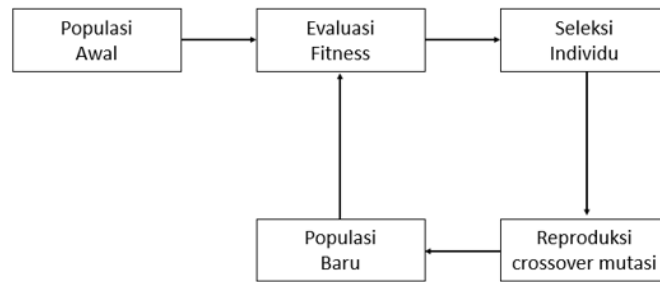 Populasi
Awal
Evaluasi
Fitness
Seleksi
Individu
Populasi
Baru
Reproduksi
crossover mutasi